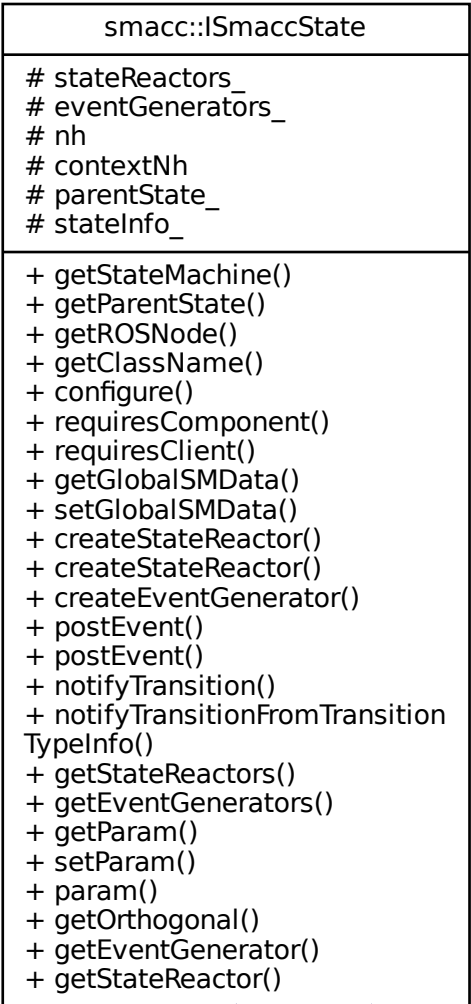 smacc::ISmaccState
# stateReactors_
# eventGenerators_
# nh
# contextNh
# parentState_
# stateInfo_
+ getStateMachine()
+ getParentState()
+ getROSNode()
+ getClassName()
+ configure()
+ requiresComponent()
+ requiresClient()
+ getGlobalSMData()
+ setGlobalSMData()
+ createStateReactor()
+ createStateReactor()
+ createEventGenerator()
+ postEvent()
+ postEvent()
+ notifyTransition()
+ notifyTransitionFromTransition
TypeInfo()
+ getStateReactors()
+ getEventGenerators()
+ getParam()
+ setParam()
+ param()
+ getOrthogonal()
+ getEventGenerator()
+ getStateReactor()